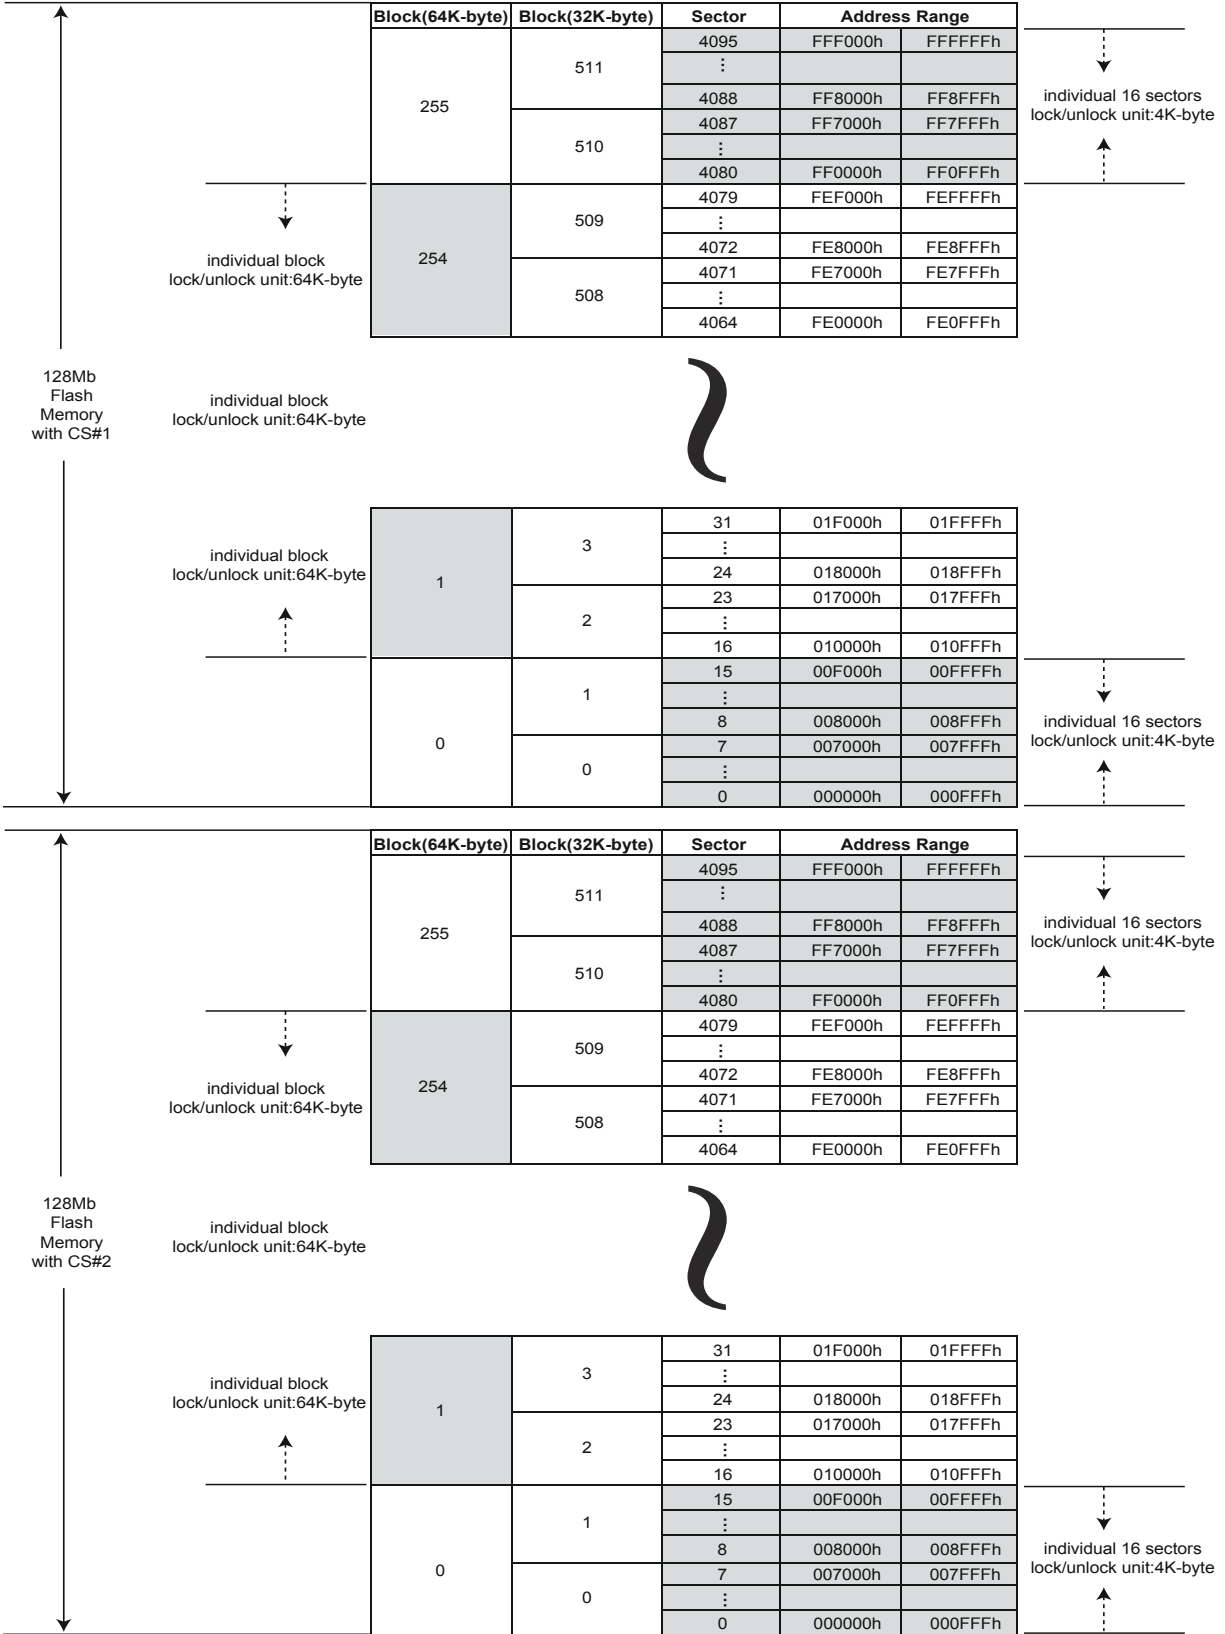 Block(64K-byte) Block(32K-byte) Sector Address Range
4095 FFF000h FFFFFFh
511
255
4088 FF8000h FF8FFFh
individual 16 sectors
lock/unlock unit:4K-byte
4087 FF7000h FF7FFFh
510
4080 FF0000h FF0FFFh
4079 FEF000h FEFFFFh
509
254
4072 FE8000h FE8FFFh
individual block
lock/unlock unit:64K-byte
4071 FE7000h FE7FFFh
508
4064 FE0000h FE0FFFh
128Mb
Flash
Memory
with CS#1
individual block
lock/unlock unit:64K-byte
31 01F000h 01FFFFh
3
individual block
lock/unlock unit:64K-byte
1
24 018000h 018FFFh
23 017000h 017FFFh
2
16 010000h 010FFFh
15 00F000h 00FFFFh
1
0
8 008000h 008FFFh
individual 16 sectors
lock/unlock unit:4K-byte
7 007000h 007FFFh
0
0 000000h 000FFFh
Block(64K-byte) Block(32K-byte) Sector Address Range
4095 FFF000h FFFFFFh
511
255
4088 FF8000h FF8FFFh
individual 16 sectors
lock/unlock unit:4K-byte
4087 FF7000h FF7FFFh
510
4080 FF0000h FF0FFFh
4079 FEF000h FEFFFFh
509
254
4072 FE8000h FE8FFFh
individual block
lock/unlock unit:64K-byte
4071 FE7000h FE7FFFh
508
4064 FE0000h FE0FFFh
128Mb
Flash
Memory
with CS#2
individual block
lock/unlock unit:64K-byte
31 01F000h 01FFFFh
3
individual block
lock/unlock unit:64K-byte
1
24 018000h 018FFFh
23 017000h 017FFFh
2
16 010000h 010FFFh
15 00F000h 00FFFFh
1
0
8 008000h 008FFFh
individual 16 sectors
lock/unlock unit:4K-byte
7 007000h 007FFFh
0
0 000000h 000FFFh